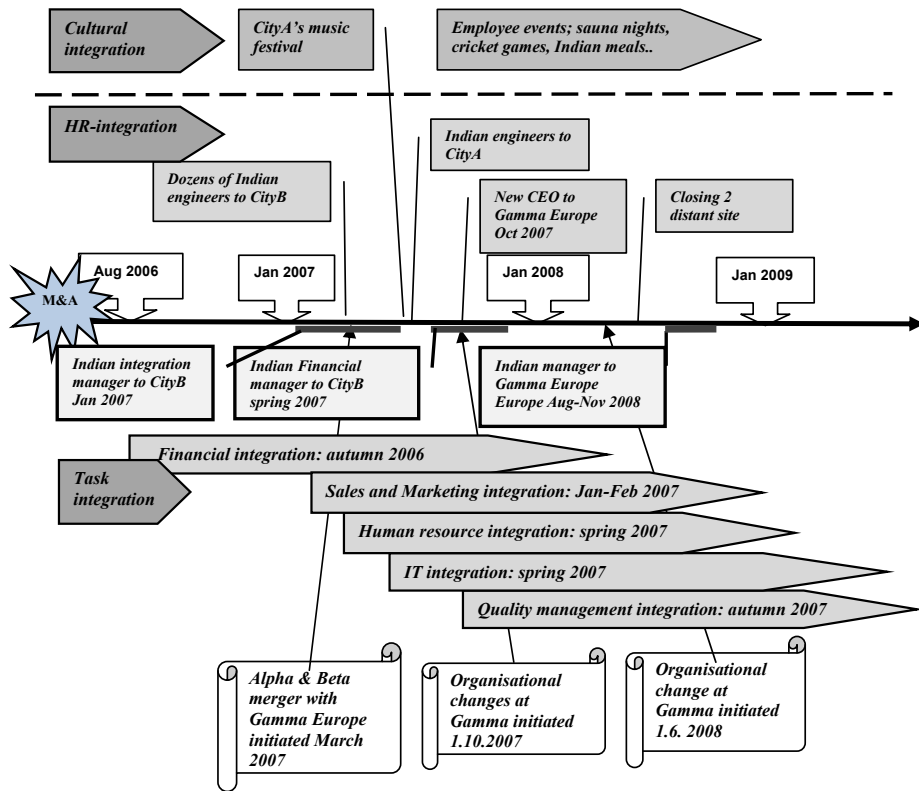 Cultural
integration
CityA's music
festival
Employee events; sauna nights,
cricket games, Indian meals..
HR-integration
Indian engineers to
CityA
Dozens of Indian
engineers to CityB
New CEO to
Gamma Europe
Oct 2007
Closing 2
distant site
M&A
Aug 2006
Jan 2007
Jan 2008
Jan 2009
Indian integration
manager to CityB
Jan 2007
Indian Financial
manager to CityB
spring 2007
Indian manager to
Gamma Europe
Europe Aug-Nov 2008
Task
integration
Financial integration: autumn 2006
Sales and Marketing integration: Jan-Feb 2007
Human resource integration: spring 2007
IT integration: spring 2007
Quality management integration: autumn 2007
Alpha & Beta
merger with
Gamma Europe
initiated March
2007
Organisational
changes at
Gamma initiated
1.10.2007
Organisational
change at
Gamma initiated
1.6. 2008